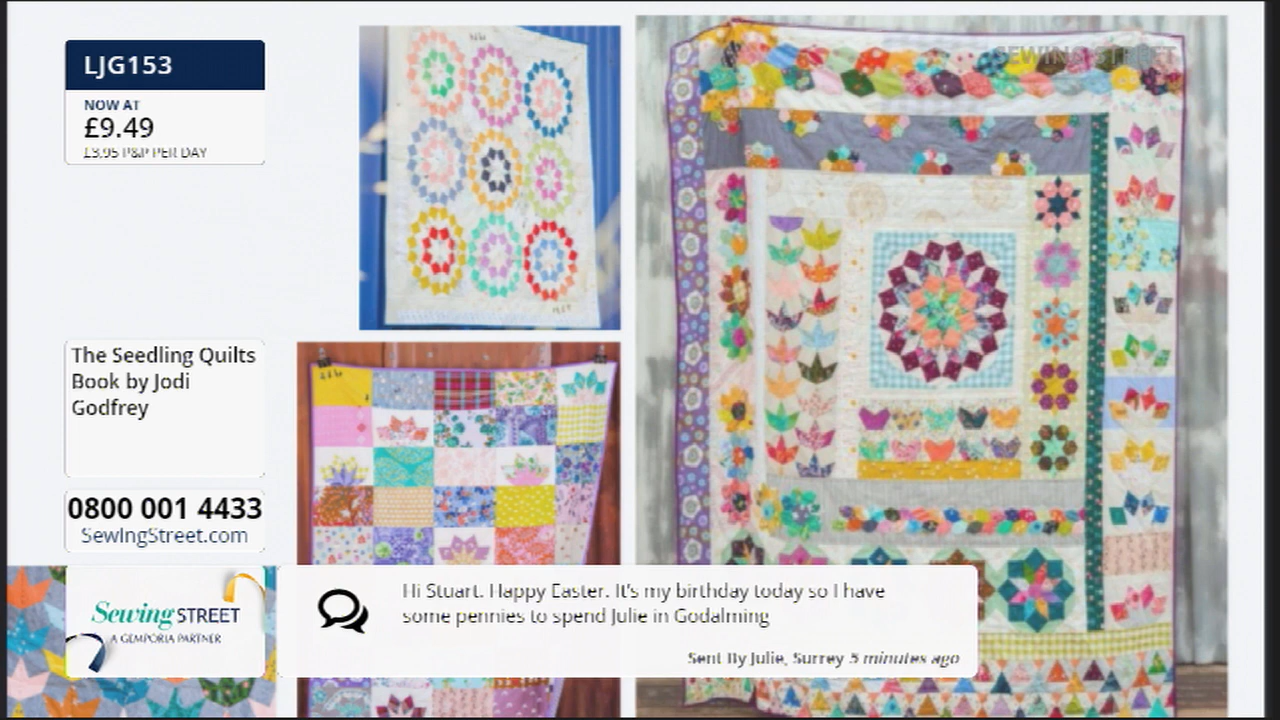 LJG153
NOW AT
£9.49
£3.95 P&P PER DAY
SEWING STREET
The Seedling Quilts
Book by Jodi
Godfrey
0800 001 4433
SewIngStreet.com
Sewing STREET
A GEMPORIA PARTNER
Hi Stuart. Happy Easter. It's my birthday today so I have
some pennies to spend Julie in Godalming
Sent By Julie, Surrey 5 minutes ago